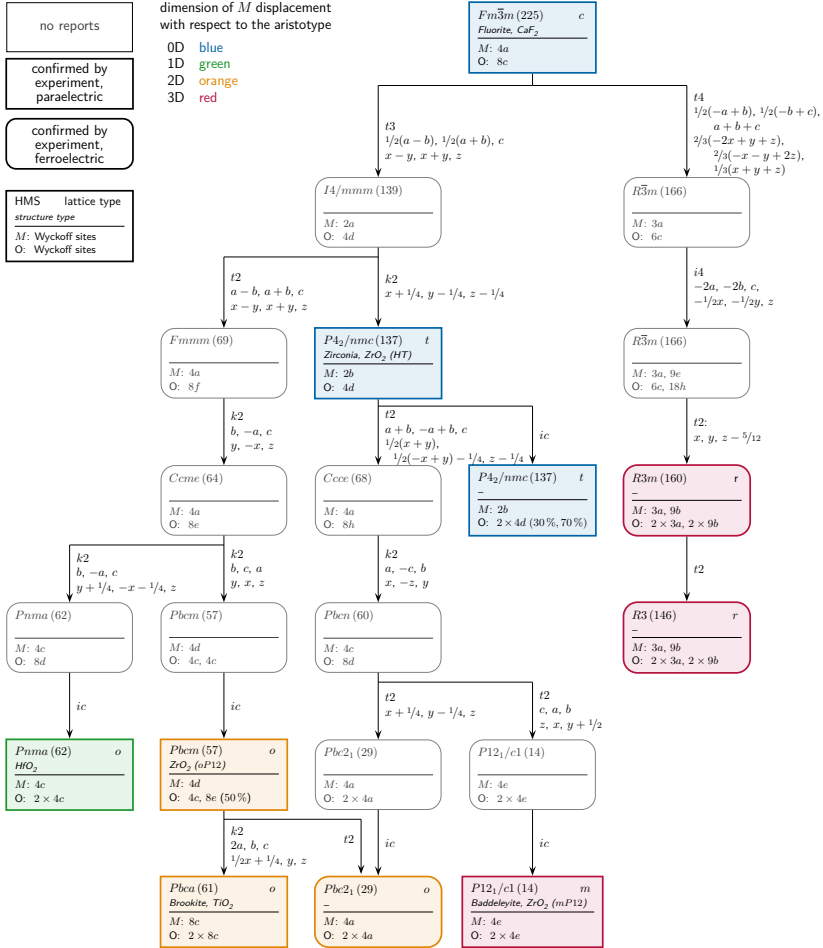 no reports
confirmed by
experiment,
paraelectric
confirmed by
experiment,
ferroelectric
HMS lattice type
structure type
M: Wyckoff sites
O: Wyckoff sites
dimension of M displacement
with respect to the aristotype
0D blue
1D green
2D orange
3D red
Fm3̅m (225) c
Fluorite, CaF₂
M: 4a
O: 8c
t3
1/2(a − b), 1/2(a + b), c
x − y, x + y, z
t4
1/2(−a + b), 1/2(−b + c),
a + b + c
2/3(−2x + y + z),
2/3(−x − y + 2z),
1/3(x + y + z)
I4/mmm (139)
M: 2a
O: 4d
R3̅m (166)
M: 3a
O: 6c
t2
a − b, a + b, c
x − y, x + y, z
k2
x + 1/4, y − 1/4, z − 1/4
i4
−2a, −2b, c,
−1/2x, −1/2y, z
Fmmm (69)
M: 4a
O: 8f
P4₂/nmc (137) t
Zirconia, ZrO₂ (HT)
M: 2b
O: 4d
R3̅m (166)
M: 3a, 9e
O: 6c, 18h
k2
b, −a, c
y, −x, z
t2
a + b, −a + b, c
1/2(x + y),
1/2(−x + y) − 1/4, z − 1/4
ic
t2:
x, y, z − 5/12
Ccme (64)
M: 4a
O: 8e
Ccce (68)
M: 4a
O: 8h
P4₂/nmc (137) t
–
M: 2b
O: 2 × 4d (30 %, 70 %)
R3m (160) r
–
M: 3a, 9b
O: 2 × 3a, 2 × 9b
k2
b, −a, c
y + 1/4, −x − 1/4, z
k2
b, c, a
y, x, z
k2
a, −c, b
x, −z, y
t2
Pnma (62)
M: 4c
O: 8d
Pbcm (57)
M: 4d
O: 4c, 4c
Pbcn (60)
M: 4c
O: 8d
R3 (146) r
–
M: 3a, 9b
O: 2 × 3a, 2 × 9b
ic
ic
t2
x + 1/4, y − 1/4, z
t2
c, a, b
z, x, y + 1/2
Pnma (62) o
HfO₂
M: 4c
O: 2 × 4c
Pbcm (57) o
ZrO₂ (oP12)
M: 4d
O: 4c, 8e (50 %)
Pbc2₁ (29)
M: 4a
O: 2 × 4a
P12₁/c1 (14)
M: 4e
O: 2 × 4e
k2
2a, b, c
1/2x + 1/4, y, z
t2
ic
ic
Pbca (61) o
Brookite, TiO₂
M: 8c
O: 2 × 8c
Pbc2₁ (29) o
–
M: 4a
O: 2 × 4a
P12₁/c1 (14) m
Baddeleyite, ZrO₂ (mP12)
M: 4e
O: 2 × 4e